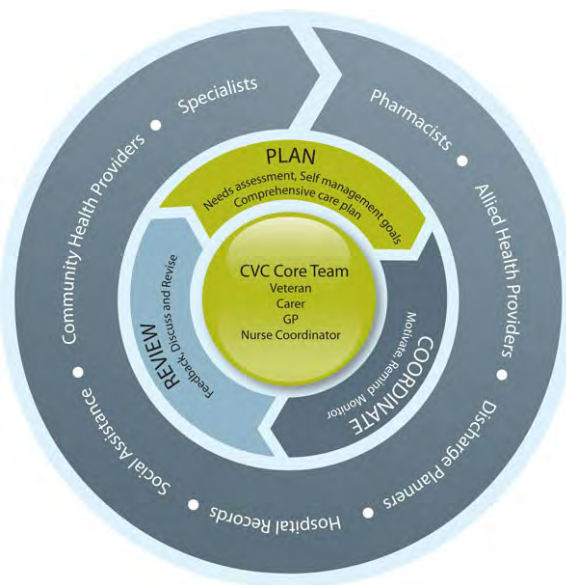 Specialists
Pharmacists
Allied Health Providers
Discharge Planners
Hospital Records
Social Assistance
Community Health Providers
PLAN
Needs assessment, Self management goals
Comprehensive care plan
COORDINATE
Motivate, Remind Monitor
REVIEW
Feedback, Discuss and Revise
CVC Core Team
Veteran
Carer
GP
Nurse Coordinator